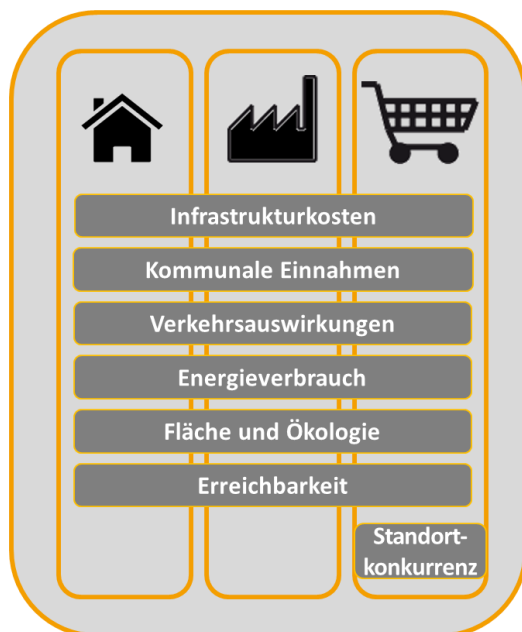 Infrastrukturkosten
Kommunale Einnahmen
Verkehrsauswirkungen
Energieverbrauch
Fläche und Ökologie
Erreichbarkeit
Standort-
konkurrenz